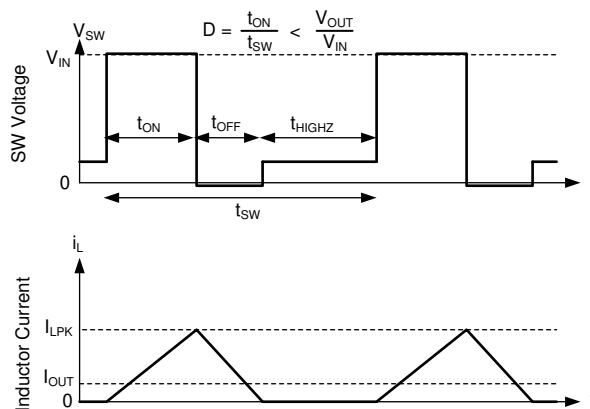 V_SW
D = t_ON / t_SW < V_OUT / V_IN
V_IN
SW Voltage
t_ON
t_OFF
t_HIGHZ
0
t_SW
i_L
Inductor Current
I_LPK
I_OUT
0